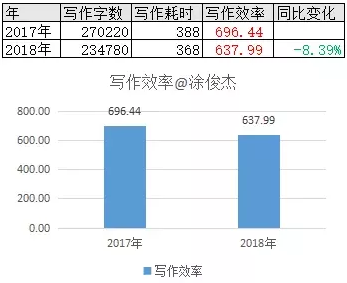 年 写作字数 写作耗时 写作效率 同比变化
2017年 270220 388 696.44
2018年 234780 368 637.99 -8.39%
写作效率@涂俊杰
800.00
600.00
400.00
200.00
0.00
696.44 637.99
2017年 2018年
写作效率